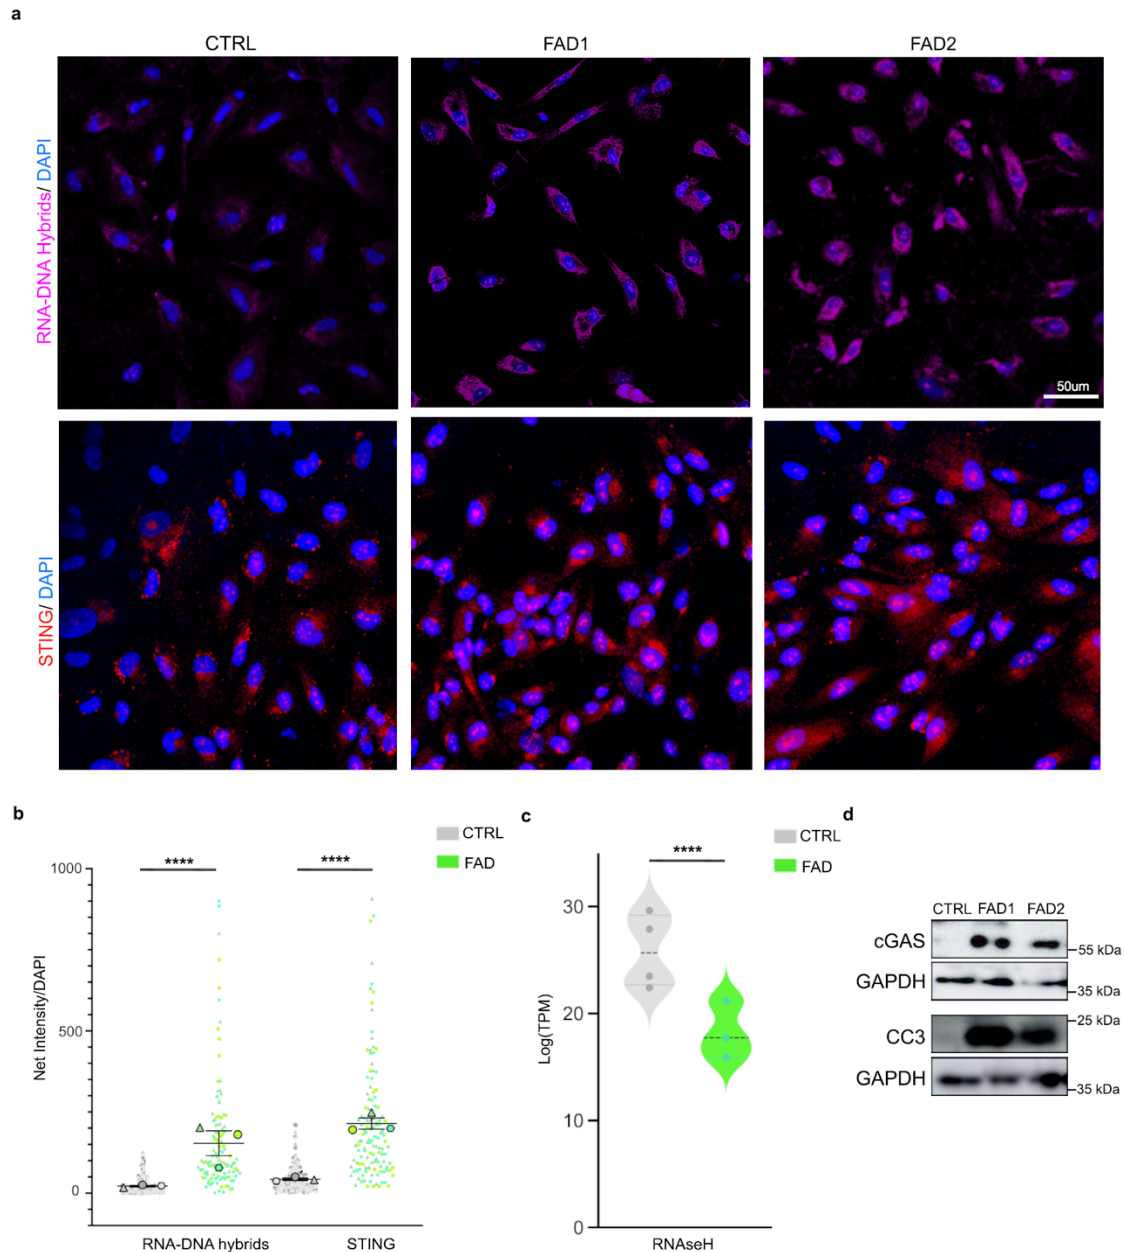 a
CTRL FAD1 FAD2
RNA-DNA Hybrids/ DAPI
50um
STING/ DAPI
b
CTRL
FAD
**** ****
1000
500
0
Net Intensity/DAPI
RNA-DNA hybrids STING
c
CTRL
FAD
****
30
20
10
0
Log(TPM)
RNAseH
d
CTRL FAD1 FAD2
cGAS 55 kDa
GAPDH 35 kDa
25 kDa
CC3
GAPDH 35 kDa